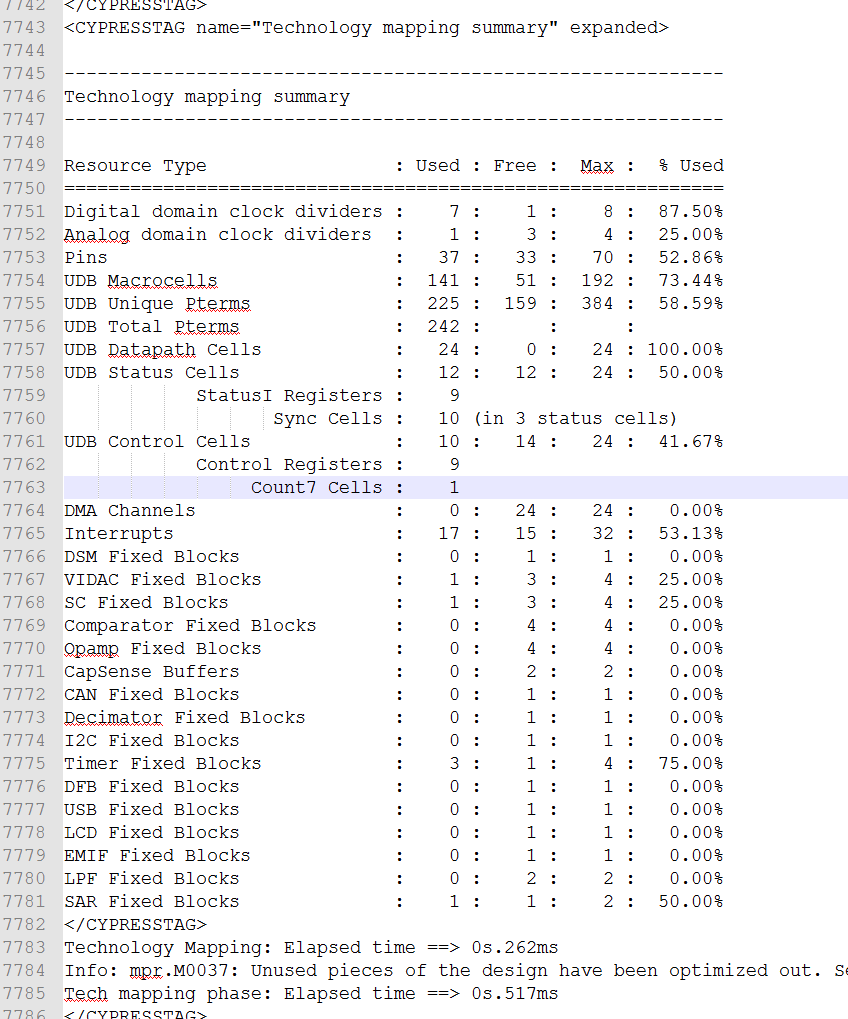 7742 </CYPRESSTAG>
7743 <CYPRESSTAG name="Technology mapping summary" expanded>
7744
7745 ------------------------------------------------------------
7746 Technology mapping summary
7747 ------------------------------------------------------------
7748
7749 Resource Type                 : Used : Free :  Max :  % Used
7750 ============================================================
7751 Digital domain clock dividers :    7 :    1 :    8 :  87.50%
7752 Analog domain clock dividers  :    1 :    3 :    4 :  25.00%
7753 Pins                          :   37 :   33 :   70 :  52.86%
7754 UDB Macrocells                :  141 :   51 :  192 :  73.44%
7755 UDB Unique Pterms             :  225 :  159 :  384 :  58.59%
7756 UDB Total Pterms              :  242 :      :      :
7757 UDB Datapath Cells            :   24 :    0 :   24 : 100.00%
7758 UDB Status Cells              :   12 :   12 :   24 :  50.00%
7759             StatusI Registers :    9
7760                    Sync Cells :   10 (in 3 status cells)
7761 UDB Control Cells             :   10 :   14 :   24 :  41.67%
7762             Control Registers :    9
7763                  Count7 Cells :    1
7764 DMA Channels                  :    0 :   24 :   24 :   0.00%
7765 Interrupts                    :   17 :   15 :   32 :  53.13%
7766 DSM Fixed Blocks              :    0 :    1 :    1 :   0.00%
7767 VIDAC Fixed Blocks            :    1 :    3 :    4 :  25.00%
7768 SC Fixed Blocks               :    1 :    3 :    4 :  25.00%
7769 Comparator Fixed Blocks       :    0 :    4 :    4 :   0.00%
7770 Opamp Fixed Blocks            :    0 :    4 :    4 :   0.00%
7771 CapSense Buffers              :    0 :    2 :    2 :   0.00%
7772 CAN Fixed Blocks              :    0 :    1 :    1 :   0.00%
7773 Decimator Fixed Blocks        :    0 :    1 :    1 :   0.00%
7774 I2C Fixed Blocks              :    0 :    1 :    1 :   0.00%
7775 Timer Fixed Blocks            :    3 :    1 :    4 :  75.00%
7776 DFB Fixed Blocks              :    0 :    1 :    1 :   0.00%
7777 USB Fixed Blocks              :    0 :    1 :    1 :   0.00%
7778 LCD Fixed Blocks              :    0 :    1 :    1 :   0.00%
7779 EMIF Fixed Blocks             :    0 :    1 :    1 :   0.00%
7780 LPF Fixed Blocks              :    0 :    2 :    2 :   0.00%
7781 SAR Fixed Blocks              :    1 :    1 :    2 :  50.00%
7782 </CYPRESSTAG>
7783 Technology Mapping: Elapsed time ==> 0s.262ms
7784 Info: mpr.M0037: Unused pieces of the design have been optimized out.
7785 Tech mapping phase: Elapsed time ==> 0s.517ms
7786 </CYPRESSTAG>